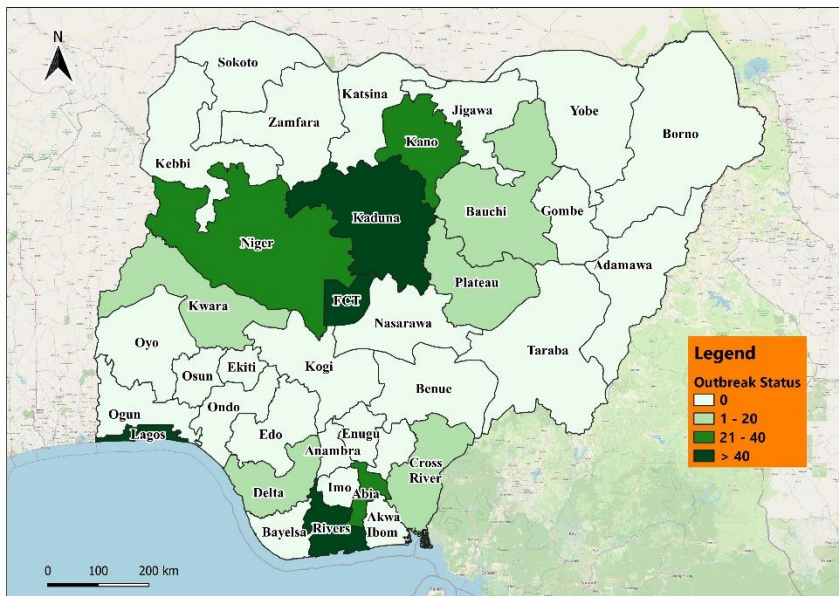 N
Sokoto
Katsina
Jigawa
Yobe
Borno
Zamfara
Kano
Kebbi
Bauchi
Gombe
Kaduna
Niger
Adamawa
Plateau
FCT
Kwara
Nasarawa
Taraba
Oyo
Kogi
Osun
Ekiti
Benue
Ogun
Ondo
Lagos
Edo
Enugu
Anambra
Cross
River
Delta
Imo
Abia
Akwa
Ibom
Bayelsa
Rivers
Legend
Outbreak Status
0
1 - 20
21 - 40
> 40
0 100 200 km